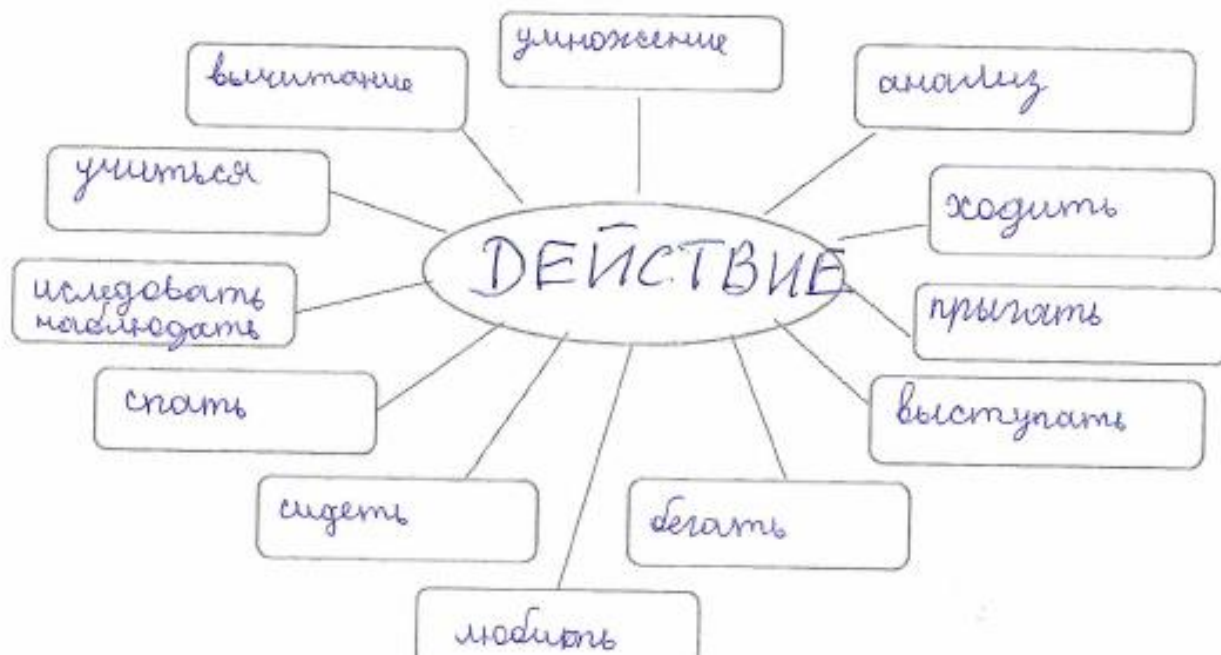 умножение
вычитание
анализ
учиться
ходить
ДЕЙСТВИЕ
иследовать
наблюдать
прыгать
спать
выступать
сидеть
бегать
любить